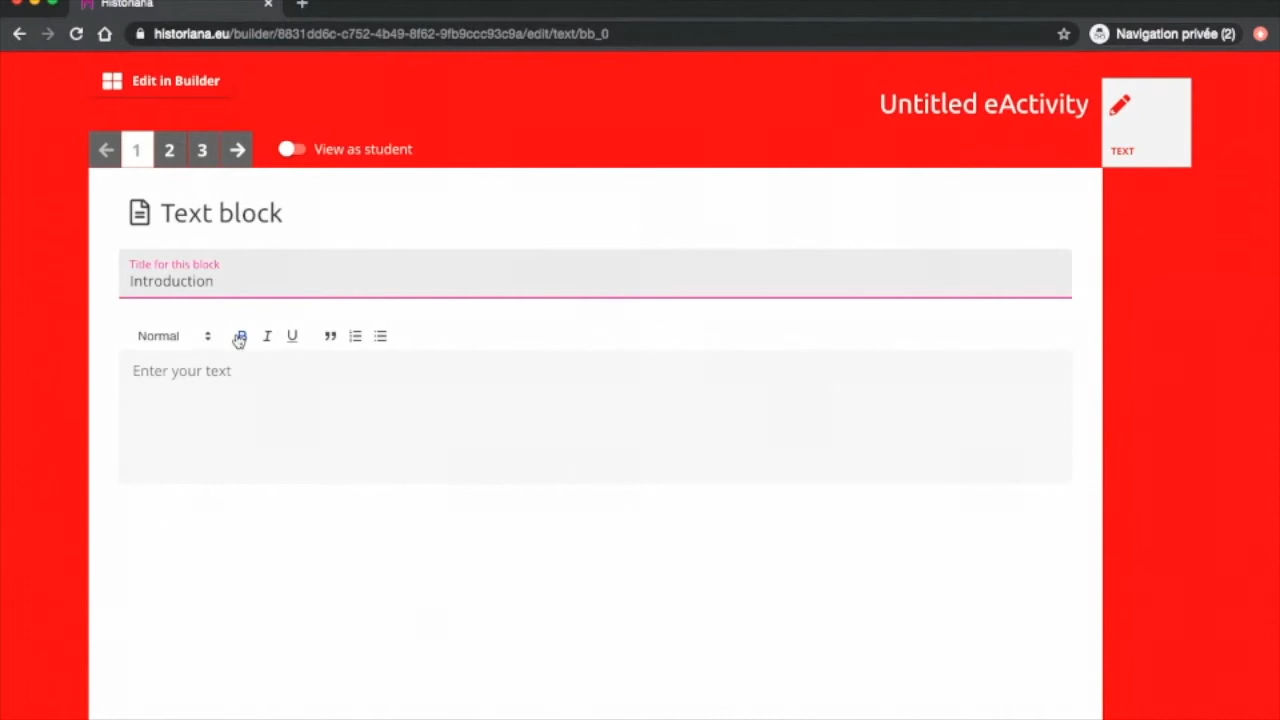 Historiana
historiana.eu/builder/8831dd6c-c752-4b49-8f62-9fb9ccc93c9a/edit/text/bb_0
Navigation privée (2)
Edit in Builder
Untitled eActivity
TEXT
1 2 3
View as student
Text block
Title for this block
Introduction
Normal B I U
Enter your text